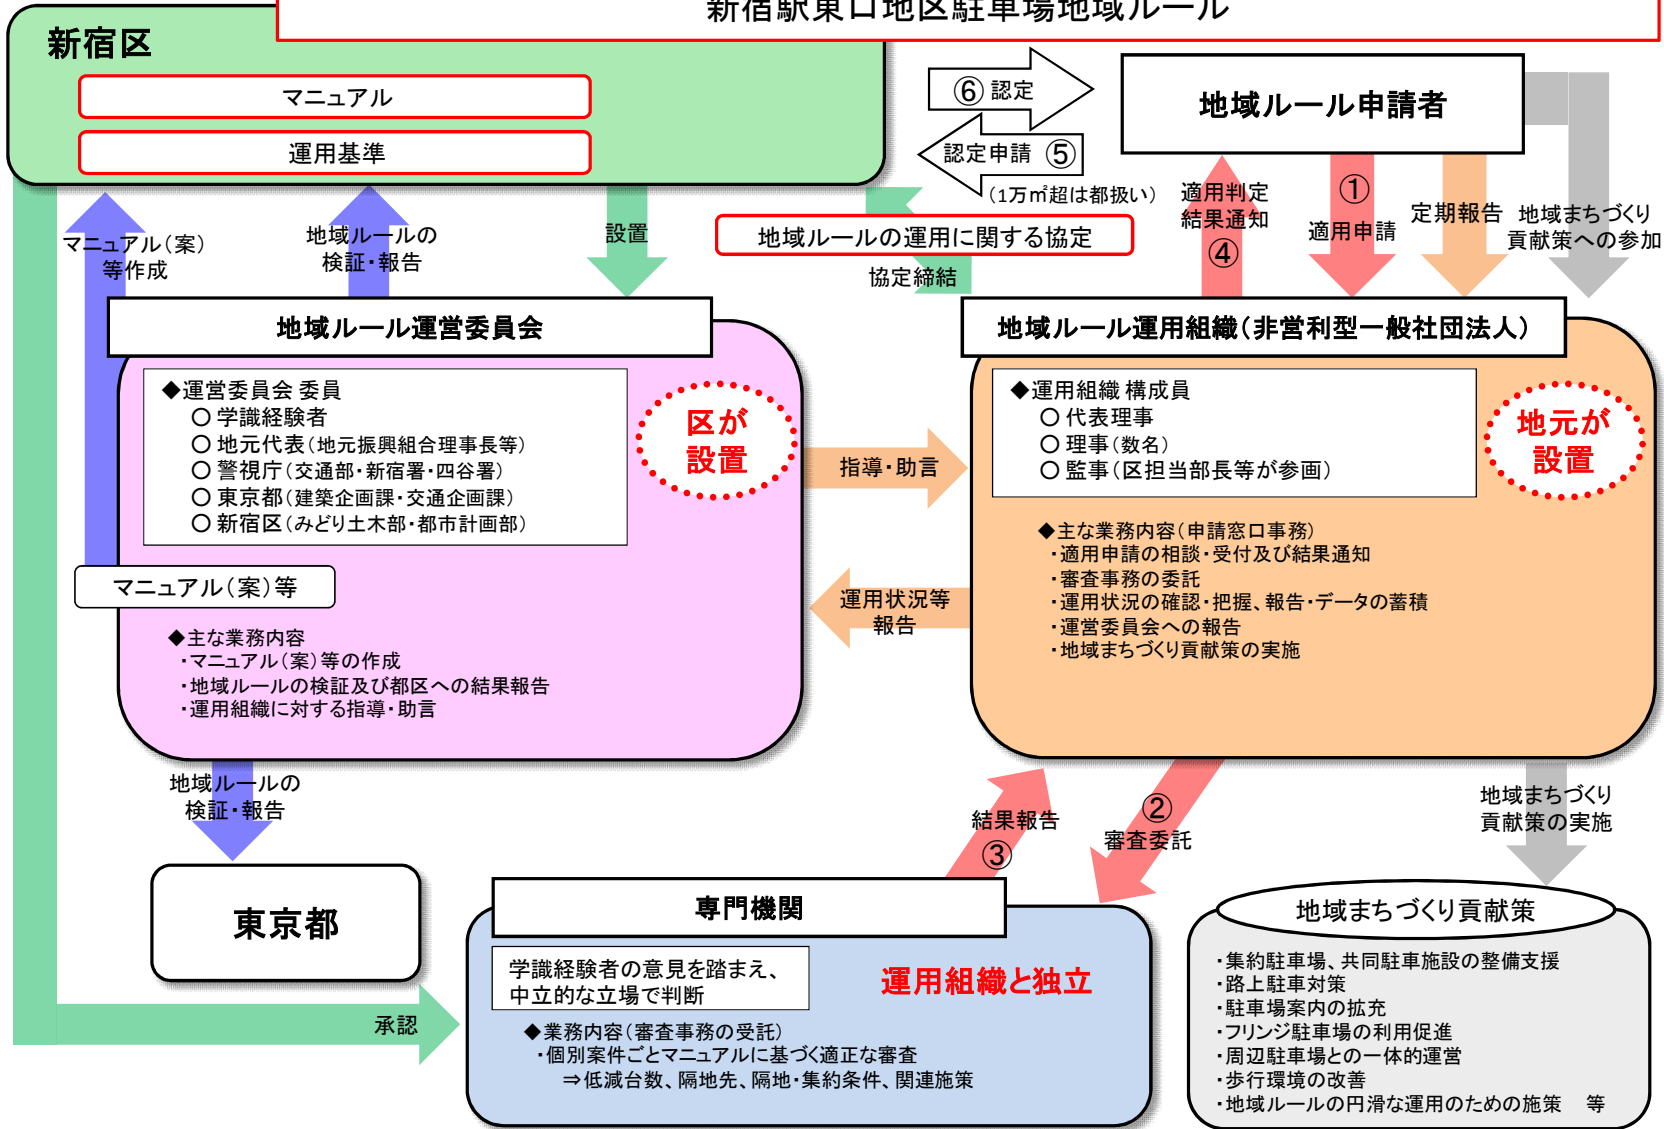 新宿駅東口地区駐車場地域ルール
新宿区
マニュアル
運用基準
⑥ 認定
認定申請 ⑤
(1万㎡超は都扱い)
地域ルール申請者
マニュアル(案)
等作成
地域ルールの
検証・報告
設置
地域ルールの運用に関する協定
協定締結
適用判定
結果通知
④
①
適用申請
定期報告
地域まちづくり
貢献策への参加
地域ルール運営委員会
◆運営委員会 委員
○ 学識経験者
○ 地元代表(地元振興組合理事長等)
○ 警視庁(交通部・新宿署・四谷署)
○ 東京都(建築企画課・交通企画課)
○ 新宿区(みどり土木部・都市計画部)
区が
設置
マニュアル(案)等
◆主な業務内容
・マニュアル(案)等の作成
・地域ルールの検証及び都区への結果報告
・運用組織に対する指導・助言
指導・助言
運用状況等
報告
地域ルール運用組織(非営利型一般社団法人)
◆運用組織 構成員
○ 代表理事
○ 理事(数名)
○ 監事(区担当部長等が参画)
地元が
設置
◆主な業務内容(申請窓口事務)
・適用申請の相談・受付及び結果通知
・審査事務の委託
・運用状況の確認・把握、報告・データの蓄積
・運営委員会への報告
・地域まちづくり貢献策の実施
地域ルールの
検証・報告
東京都
結果報告
③
②
審査委託
地域まちづくり
貢献策の実施
承認
専門機関
学識経験者の意見を踏まえ、
中立的な立場で判断
運用組織と独立
◆業務内容(審査事務の受託)
・個別案件ごとマニュアルに基づく適正な審査
⇒低減台数、隔地先、隔地・集約条件、関連施策
地域まちづくり貢献策
・集約駐車場、共同駐車施設の整備支援
・路上駐車対策
・駐車場案内の拡充
・フリンジ駐車場の利用促進
・周辺駐車場との一体的運営
・歩行環境の改善
・地域ルールの円滑な運用のための施策 等